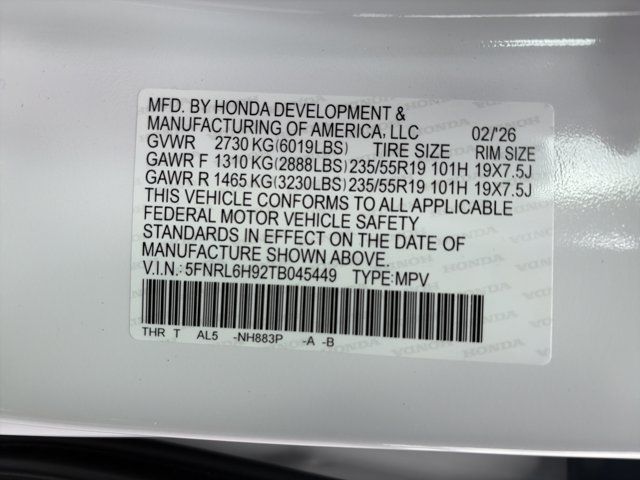 MFD. BY HONDA DEVELOPMENT &
MANUFACTURING OF AMERICA, LLC 02/'26
GVWR 2730 KG(6019LBS) TIRE SIZE RIM SIZE
GAWR F 1310 KG(2888LBS) 235/55R19 101H 19X7.5J
GAWR R 1465 KG(3230LBS) 235/55R19 101H 19X7.5J
THIS VEHICLE CONFORMS TO ALL APPLICABLE
FEDERAL MOTOR VEHICLE SAFETY
STANDARDS IN EFFECT ON THE DATE OF
MANUFACTURE SHOWN ABOVE.
V.I.N.: 5FNRL6H92TB045449 TYPE:MPV
THR T AL5 -NH883P -A -B